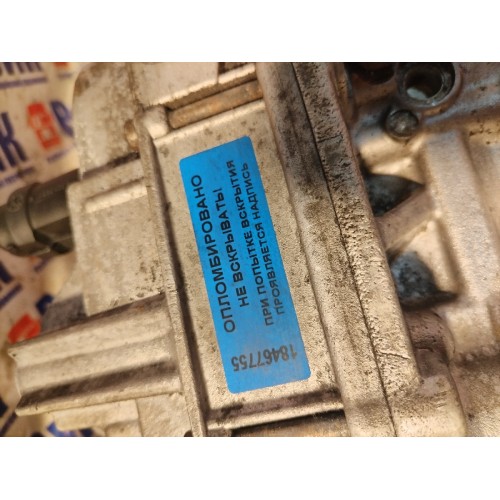 ОПЛОМБИРОВАНО
НЕ ВСКРЫВАТЬ!
ПРИ ПОПЫТКЕ ВСКРЫТИЯ
ПРОЯВЛЯЕТСЯ НАДПИСЬ
18467755